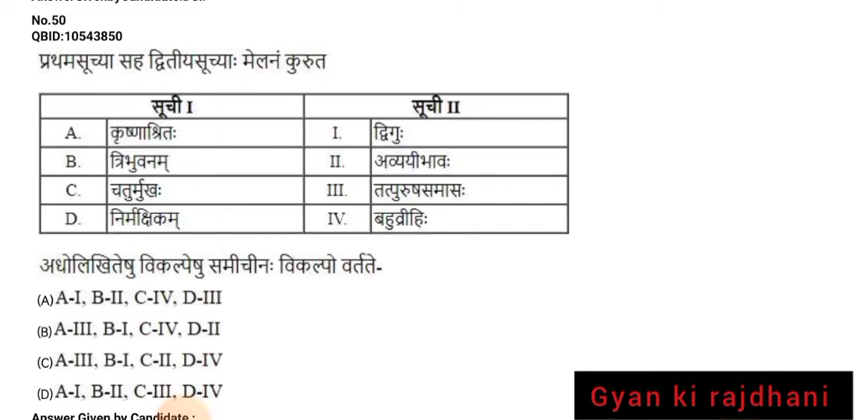 No.50
QBID:10543850
प्रथमसूच्या सह द्वितीयसूच्याः मेलनं कुरुत
सूची I सूची II
A. कृष्णाश्रितः I. द्विगुः
B. त्रिभुवनम् II. अव्ययीभावः
C. चतुर्मुखः III. तत्पुरुषसमासः
D. निर्मक्षिकम् IV. बहुव्रीहिः
अधोलिखितेषु विकल्पेषु समीचीनः विकल्पो वर्तते-
(A) A-I, B-II, C-IV, D-III
(B) A-III, B-I, C-IV, D-II
(C) A-III, B-I, C-II, D-IV
(D) A-I, B-II, C-III, D-IV
Gyan ki rajdhani
Answer Given by Candidate :